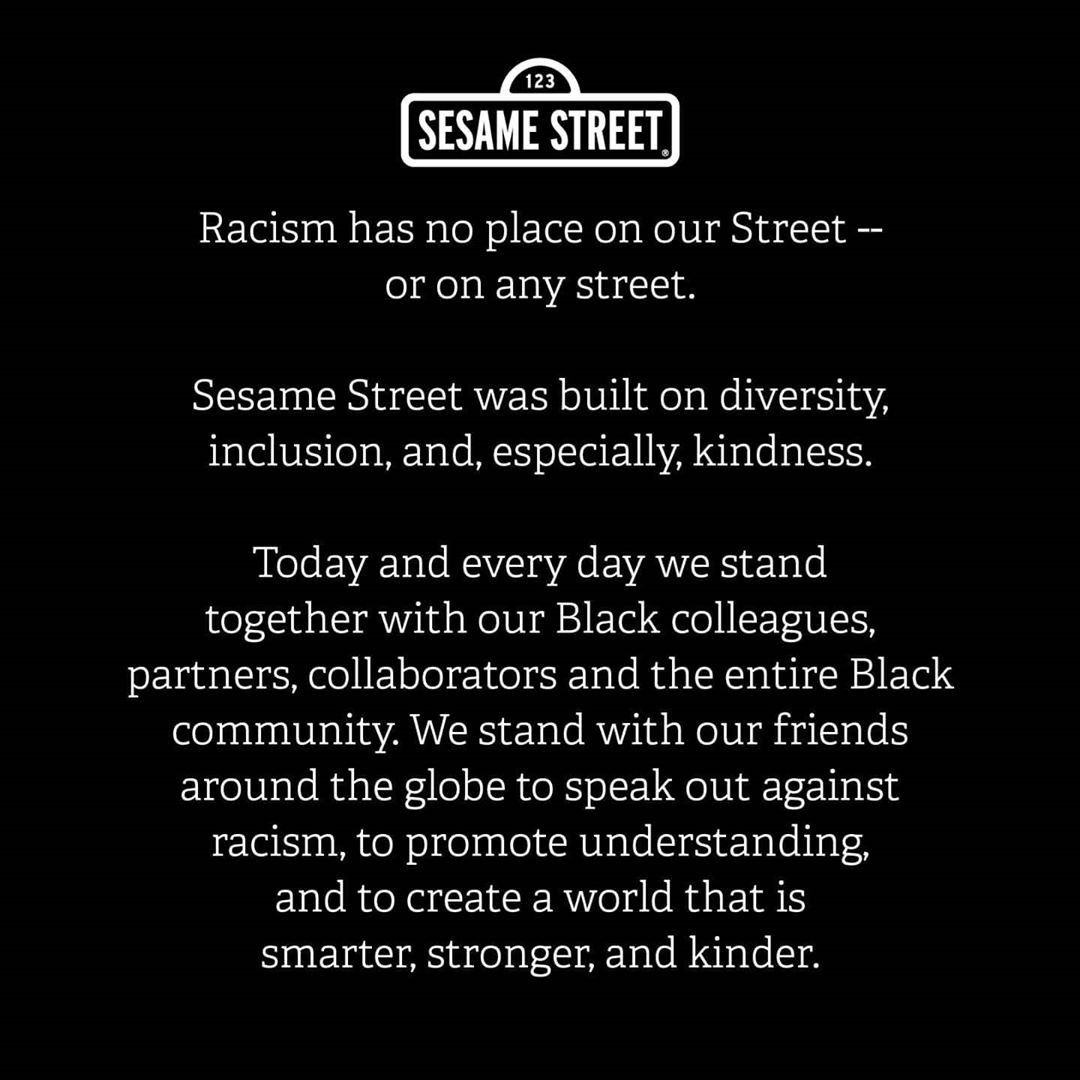 123
SESAME STREET®
Racism has no place on our Street --
or on any street.
Sesame Street was built on diversity,
inclusion, and, especially, kindness.
Today and every day we stand
together with our Black colleagues,
partners, collaborators and the entire Black
community. We stand with our friends
around the globe to speak out against
racism, to promote understanding,
and to create a world that is
smarter, stronger, and kinder.